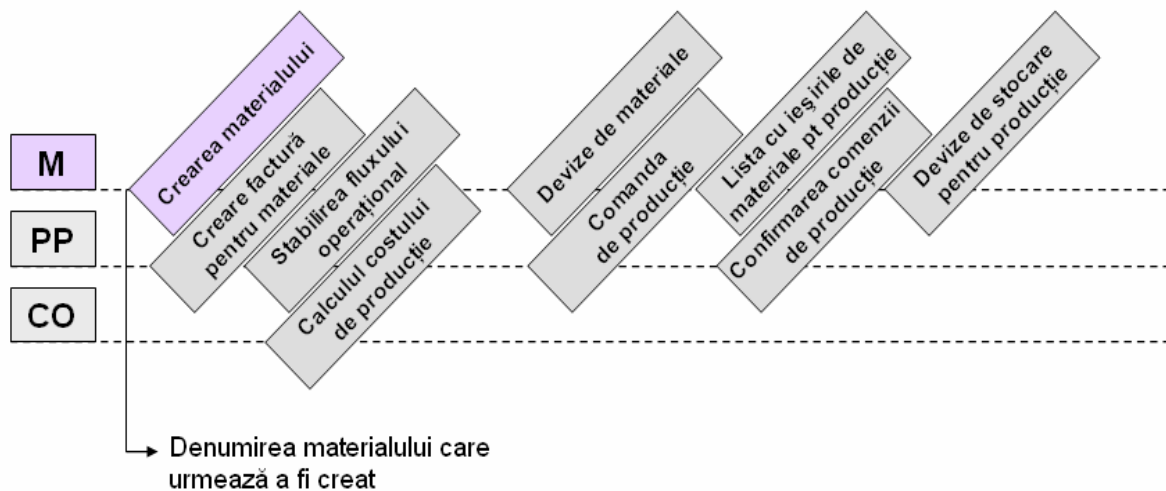 M
PP
CO
Crearea materialului
Creare factură
pentru materiale
Stabilirea fluxului
operațional
Calculul costului
de producție
Devize de materiale
Comanda
de producție
Lista cu ieșirile de
materiale pt producție
Confirmarea comenzii
de producție
Devize de stocare
pentru producție
Denumirea materialului care
urmează a fi creat